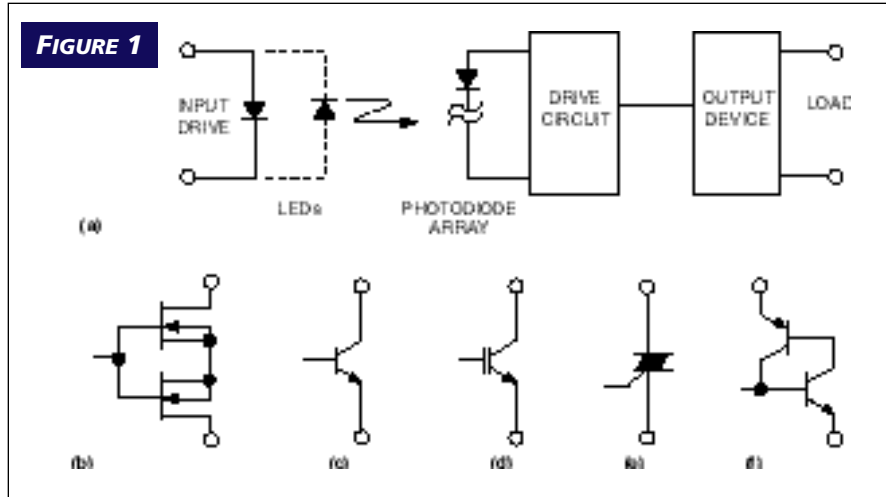 FIGURE 1
INPUT
DRIVE
LEDs
PHOTODIODE
ARRAY
DRIVE
CIRCUIT
OUTPUT
DEVICE
LOAD
(a)
(b)
(c)
(d)
(e)
(f)